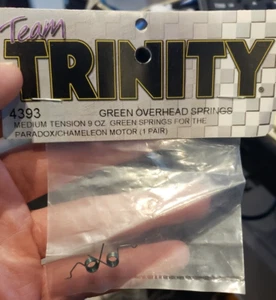 Team
TRINITY
4393 GREEN OVERHEAD SPRINGS
MEDIUM TENSION 9 OZ. GREEN SPRINGS FOR THE
PARADOX/CHAMELEON MOTOR (1 PAIR)